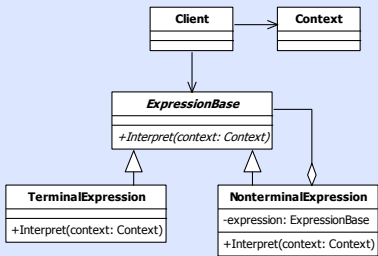 Client
Context
ExpressionBase
+Interpret(context: Context)
TerminalExpression
+Interpret(context: Context)
NonterminalExpression
-expression: ExpressionBase
+Interpret(context: Context)